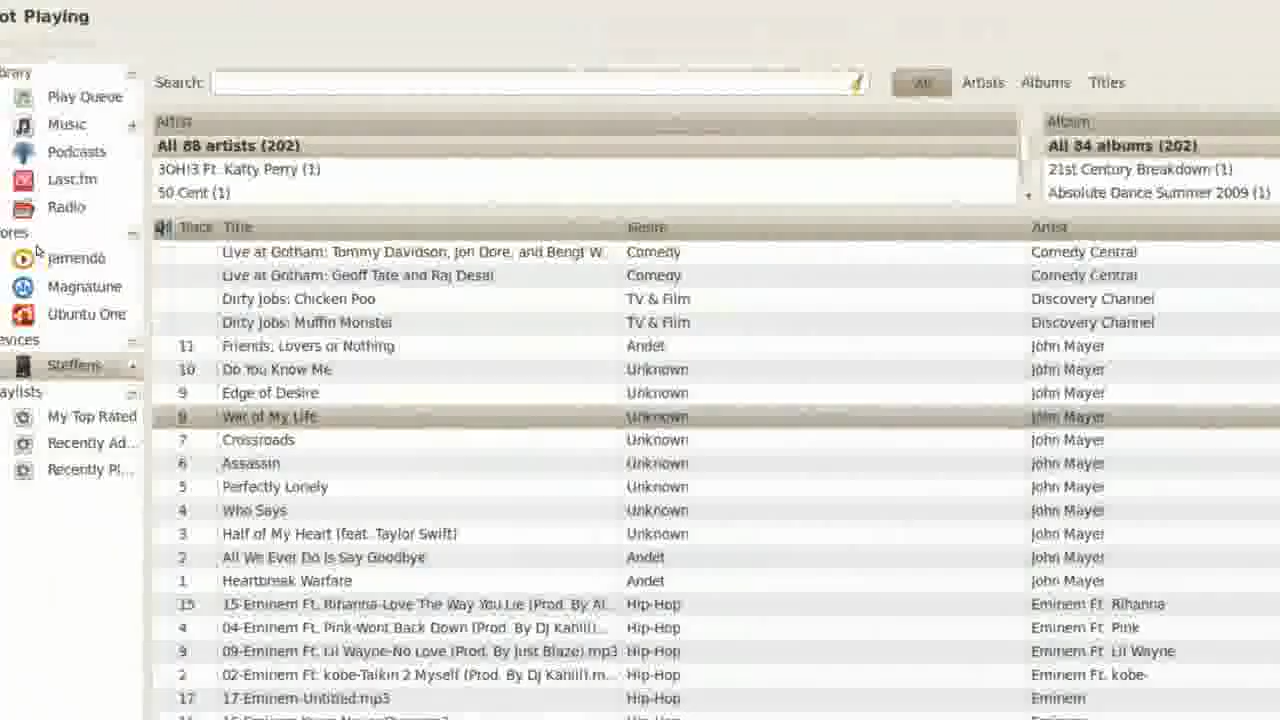 ot Playing
brary
Play Queue
Music
Podcasts
Last.fm
Radio
ores
Jamendo
Magnatune
Ubuntu One
evices
Steffens
aylists
My Top Rated
Recently Ad...
Recently Pl...
Search: All Artists Albums Titles
Artist Album
All 88 artists (202) All 84 albums (202)
3OH!3 Ft. Katty Perry (1) 21st Century Breakdown (1)
50 Cent (1) Absolute Dance Summer 2009 (1)
Track Title Genre Artist
Live at Gotham: Tommy Davidson, Jon Dore, and Bengt W. Comedy Comedy Central
Live at Gotham: Geoff Tate and Raj Desai Comedy Comedy Central
Dirty Jobs: Chicken Poo TV & Film Discovery Channel
Dirty Jobs: Muffin Monster TV & Film Discovery Channel
11 Friends, Lovers or Nothing Andet John Mayer
10 Do You Know Me Unknown John Mayer
9 Edge of Desire Unknown John Mayer
8 War of My Life Unknown John Mayer
7 Crossroads Unknown John Mayer
6 Assassin Unknown John Mayer
5 Perfectly Lonely Unknown John Mayer
4 Who Says Unknown John Mayer
3 Half of My Heart (feat. Taylor Swift) Unknown John Mayer
2 All We Ever Do Is Say Goodbye Andet John Mayer
1 Heartbreak Warfare Andet John Mayer
15 15-Eminem Ft. Rihanna-Love The Way You Lie (Prod. By Al... Hip-Hop Eminem Ft. Rihanna
4 04-Eminem Ft. Pink-Wont Back Down (Prod. By DJ Kahlil)... Hip-Hop Eminem Ft. Pink
9 09-Eminem Ft. Lil Wayne-No Love (Prod. By Just Blaze).mp3 Hip-Hop Eminem Ft. Lil Wayne
2 02-Eminem Ft. kobe-Talkin 2 Myself (Prod. By DJ Kahlil).m... Hip-Hop Eminem Ft. kobe-
17 17-Eminem-Untitled.mp3 Hip-Hop Eminem